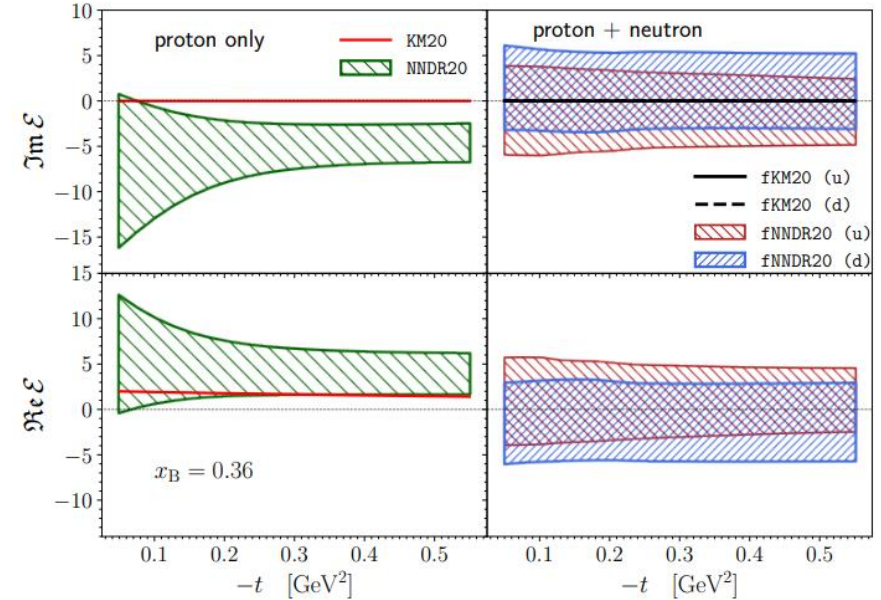 proton only
KM20
NNDR20
10
5
0
−5
−10
−15
ℑm ℰ
proton + neutron
fKM20 (u)
fKM20 (d)
fNNDR20 (u)
fNNDR20 (d)
15
10
5
0
−5
−10
ℜe ℰ
x_B = 0.36
0.1 0.2 0.3 0.4 0.5
−t [GeV²]
0.1 0.2 0.3 0.4 0.5
−t [GeV²]